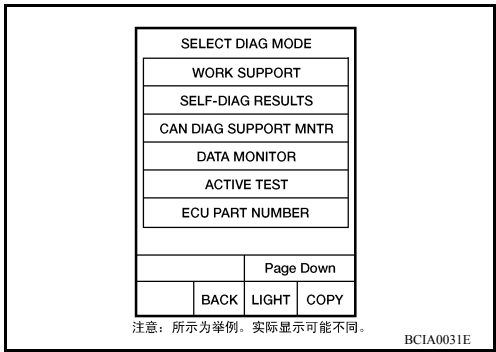 SELECT DIAG MODE
WORK SUPPORT
SELF-DIAG RESULTS
CAN DIAG SUPPORT MNTR
DATA MONITOR
ACTIVE TEST
ECU PART NUMBER
Page Down
BACK LIGHT COPY
注意：所示为举例。实际显示可能不同。
BCIA0031E